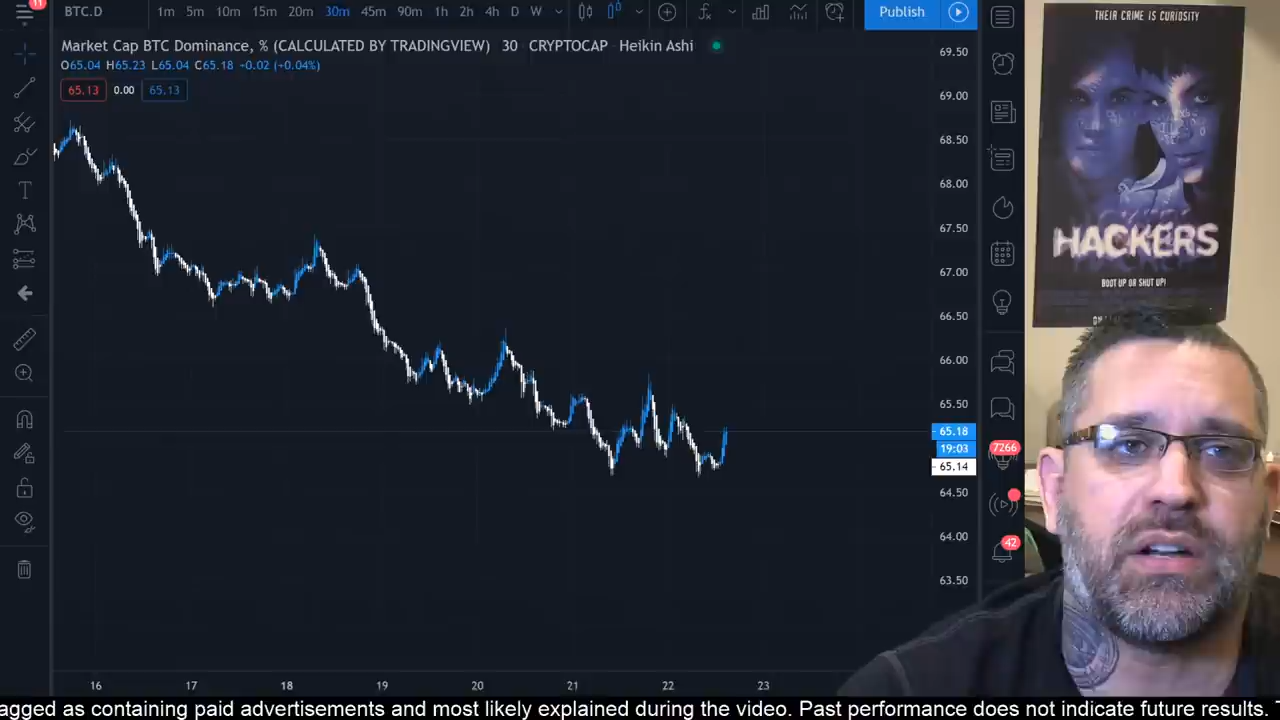 11
BTC.D 1m 5m 10m 15m 20m 30m 45m 90m 1h 2h 4h D W Publish
Market Cap BTC Dominance, % (CALCULATED BY TRADINGVIEW) 30 CRYPTOCAP Heikin Ashi
O65.04 H65.23 L65.04 C65.18 -0.02 (+0.04%)
65.13 0.00 65.13
69.50
69.00
68.50
68.00
67.50
67.00
66.50
66.00
65.50
65.18
19:03
65.14
64.50
64.00
63.50
16 17 18 19 20 21 22 23
7266
42
THEIR CRIME IS CURIOSITY
HACKERS
BOOT UP OR SHUT UP!
agged as containing paid advertisements and most likely explained during the video. Past performance does not indicate future results.